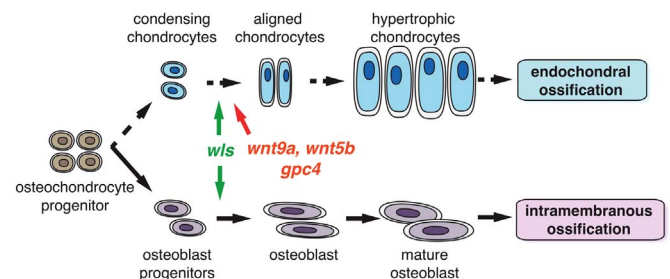 condensing
chondrocytes
aligned
chondrocytes
hypertrophic
chondrocytes
endochondral
ossification
wls
wnt9a, wnt5b
gpc4
osteochondrocyte
progenitor
osteoblast
progenitors
osteoblast
mature
osteoblast
intramembranous
ossification